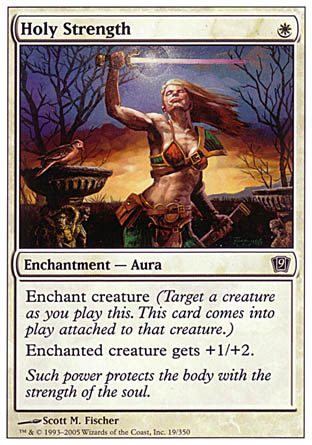 Holy Strength
Enchantment — Aura
9
Enchant creature (Target a creature
as you play this. This card comes into
play attached to that creature.)
Enchanted creature gets +1/+2.
Such power protects the body with the
strength of the soul.
Scott M. Fischer
™ & © 1993–2005 Wizards of the Coast, Inc. 19/350